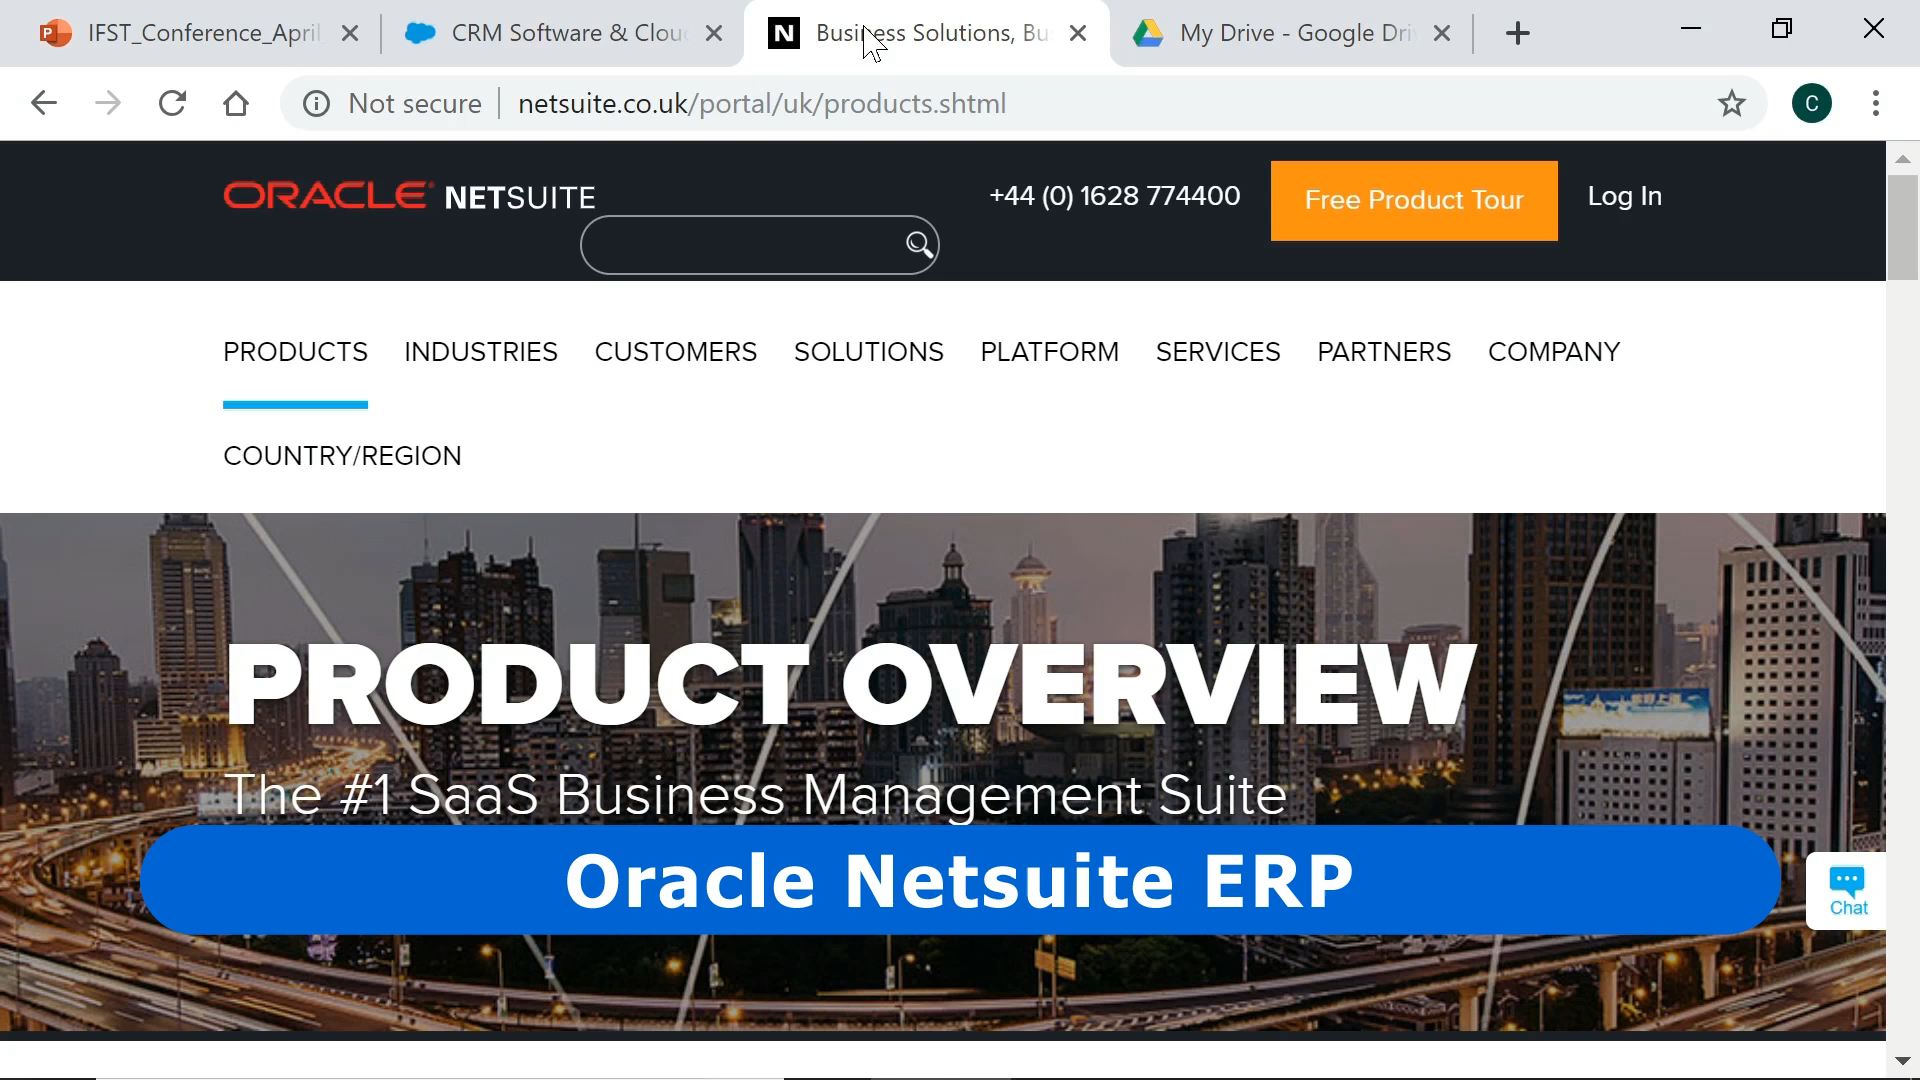 IFST_Conference_April
CRM Software & Clou
N
Business Solutions, Bu
My Drive - Google Dri
Not secure
netsuite.co.uk/portal/uk/products.shtml
C
ORACLE NETSUITE
+44 (0) 1628 774400
Free Product Tour
Log In
PRODUCTS
INDUSTRIES
CUSTOMERS
SOLUTIONS
PLATFORM
SERVICES
PARTNERS
COMPANY
COUNTRY/REGION
PRODUCT OVERVIEW
The #1 SaaS Business Management Suite
Oracle Netsuite ERP
Chat